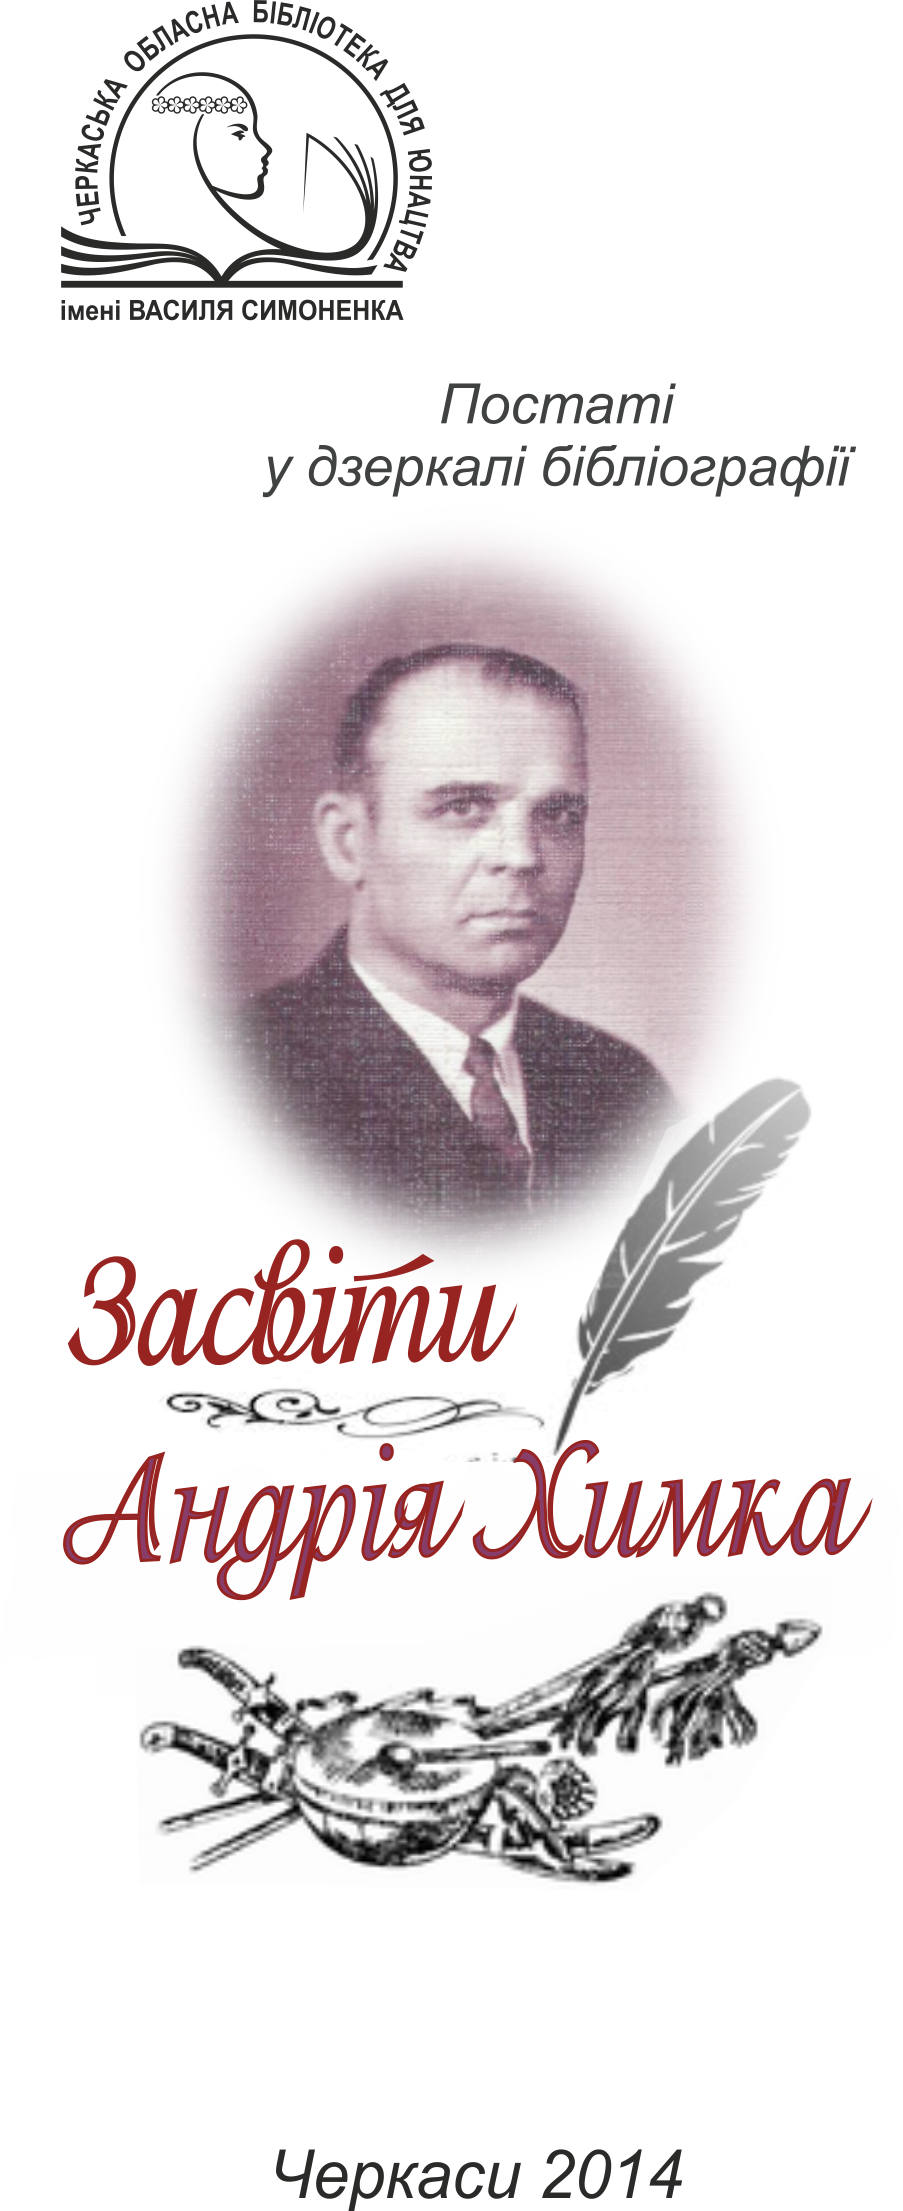 ЧЕРКАСЬКА ОБЛАСНА БІБЛІОТЕКА ДЛЯ ЮНАЦТВА
імені ВАСИЛЯ СИМОНЕНКА
Постаті
у дзеркалі бібліографії
Засвіти
Андрія Химка
Черкаси 2014